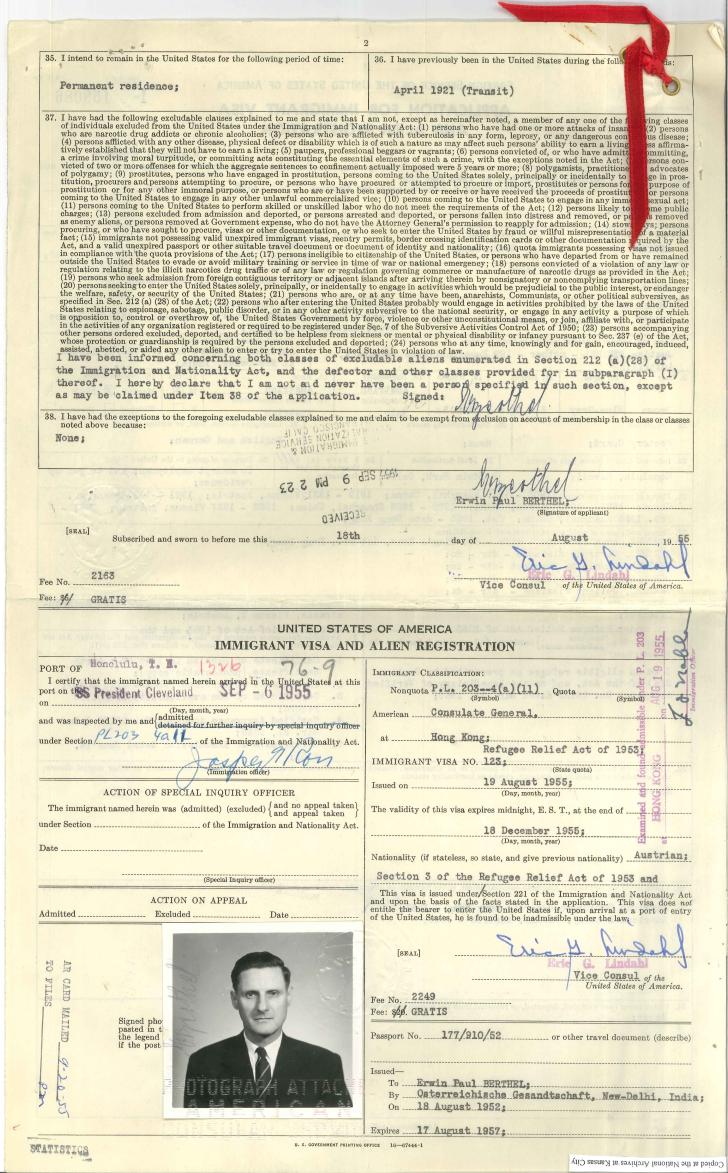 2
35. I intend to remain in the United States for the following period of time:
Permanent residence;
36. I have previously been in the United States during the
April 1921 (Transit)
37. I have had the following excludable classes explained to me and state that I am not, except as hereinafter noted, a member of any one of the following classes
of individuals excluded from the United States under the Immigration and Nationality Act: (1) persons who have had one or more attacks of (2) persons
who are narcotic drug addicts or chronic alcoholics; (3) persons who are afflicted with tuberculosis in any form, leprosy, or any dangerous disease;
(4) persons afflicted with any other disease, physical defect or disability which is of such a nature as may affect such persons' ability to earn a living
tively established that they will not have to earn a living; (5) paupers, professional beggars or vagrants; (6) persons convicted of, or who have committing,
a crime involving moral turpitude, or committing acts constituting the essential elements of such a crime, with the exceptions noted in the Act;
victed of two or more offenses for which the aggregate sentences to confinement actually imposed were 5 years or more; (8) polygamists, advocates
of polygamy; (9) prostitutes, persons who have engaged in prostitution, persons coming to the United States solely, principally or incidentally to engage in
titution, procurers and persons attempting to procure, or who have procured or attempted to procure or import, prostitutes or persons purpose of
prostitution or for any other immoral purpose, or persons who are or have been supported by or receive or have received the proceeds of or persons
coming to the United States to engage in any other unlawful commercialized vice; (10) persons coming to the United States to engage in any sexual act;
(11) persons coming to the United States to perform skilled or unskilled labor who do not meet the requirements of the Act; (12) persons likely to public
charges; (13) persons excluded from admission and deported, or persons arrested and deported, or persons fallen into distress and removed, or removed
as enemy aliens, or persons removed at Government expense, who do not have the Attorney General's permission to reapply for admission; (14) persons
procuring, or who have sought to procure, visas or other documentation, or who seek to enter the United States by fraud or willful misrepresentation a material
fact; (15) immigrants not possessing valid unexpired immigrant visas, reentry permits, border crossing identification cards or other documentation by the
Act, and a valid unexpired passport or other suitable travel document or document of identity and nationality; (16) quota immigrants possessing visas not issued
in compliance with the quota provisions of the Act; (17) persons ineligible to citizenship of the United States, or persons who have departed from or have remained
outside the United States to evade or avoid military training or service in time of war or national emergency; (18) persons convicted of a violation of any law or
regulation relating to the illicit narcotics drug traffic or of any law or regulation governing commerce or manufacture of narcotic drugs as provided in the Act;
(19) persons who seek admission from foreign contiguous territory or adjacent islands after arriving therein by nonsignatory or noncomplying transportation lines;
(20) persons seeking to enter the United States solely, principally, or incidentally to engage in activities which would be prejudicial to the public interest, or endanger
the welfare, safety, or security of the United States; (21) persons who are, or at any time have been, anarchists, Communists, or other political subversives, as
specified in Sec. 212 (a) (28) of the Act; (22) persons who after entering the United States probably would engage in activities prohibited by the laws of the United
States relating to espionage, sabotage, public disorder, or in any other activity subversive to the national security, or engage in any activity a purpose of which
is opposition to, control or overthrow of, the United States Government by force, violence or other unconstitutional means, or join, affiliate with, or participate
in the activities of any organization registered or required to be registered under Sec. 7 of the Subversive Activities Control Act of 1950; (23) persons accompanying
other persons ordered excluded, deported, and certified to be helpless from sickness or mental or physical disability or infancy pursuant to Sec. 237 (e) of the Act,
whose protection or guardianship is required by the persons excluded and deported; (24) persons who at any time, knowingly and for gain, encouraged, induced,
assisted, abetted, or aided any other alien to enter or try to enter the United States in violation of law.
I have been informed concerning both classes of excludable aliens enumerated in Section 212 (a)(28) of
the Immigration and Nationality Act, and the defector and other classes provided for in subparagraph (I)
thereof. I hereby declare that I am not and never have been a person specified in such section, except
as may be claimed under Item 38 of the application. Signed:
38. I have had the exceptions to the foregoing excludable classes explained to me and claim to be exempt from exclusion on account of membership in the class or classes
noted above because:
None;
1955 SEP 9 PM 2 23
RECEIVED
Erwin Paul BERTHEL;
(Signature of applicant)
[SEAL]
Subscribed and sworn to before me this 18th day of August, 1955
Eric G. Lindahl
Eric G. Lindahl
Vice Consul of the United States of America.
Fee No. 2163
Fee: GRATIS
UNITED STATES OF AMERICA
IMMIGRANT VISA AND ALIEN REGISTRATION
PORT OF Honolulu, T. H. 1326 76-9
I certify that the immigrant named herein arrived in the United States at this
port on the SS President Cleveland SEP - 6 1955
on
(Day, month, year)
and was inspected by me and {admitted
detained for further inquiry by special inquiry officer
under Section PL203 4a11 of the Immigration and Nationality Act.
(Immigration officer)
ACTION OF SPECIAL INQUIRY OFFICER
The immigrant named herein was (admitted) (excluded) {and no appeal taken}
{and appeal taken}
under Section of the Immigration and Nationality Act.
Date
(Special Inquiry officer)
ACTION ON APPEAL
Admitted Excluded Date
Signed pho
pasted in t
the legend
if the post
PHOTOGRAPH ATTAC
AMERICAN
AR CARD MAILED 9-20-55
TO FILES
STATISTICS
IMMIGRANT CLASSIFICATION:
Nonquota P.L. 203--4(a)(11) Quota
(Symbol) (Symbol)
American Consulate General,
at Hong Kong;
Refugee Relief Act of 1953;
IMMIGRANT VISA NO. 123;
(State quota)
Issued on 19 August 1955;
(Day, month, year)
The validity of this visa expires midnight, E. S. T., at the end of
18 December 1955;
(Day, month, year)
Nationality (if stateless, so state, and give previous nationality) Austrian;
Section 3 of the Refugee Relief Act of 1953 and
This visa is issued under/Section 221 of the Immigration and Nationality Act
and upon the basis of the facts stated in the application. This visa does not
entitle the bearer to enter the United States if, upon arrival at a port of entry
of the United States, he is found to be inadmissible under the law.
[SEAL]
Eric G. Lindahl
Eric G. Lindahl
Vice Consul of the
United States of America.
Fee No. 2249
Fee: GRATIS
Passport No. 177/910/52 or other travel document (describe)
Issued—
To Erwin Paul BERTHEL;
By Osterreichische Gesandtschaft, New-Delhi, India;
On 18 August 1952;
Expires 17 August 1957;
Examined and found admissible under P. L. 203
at HONG KONG on AUG 19 1955
Immigration Officer
U. S. GOVERNMENT PRINTING OFFICE 16—67444-1
Copied at the National Archives at Kansas City